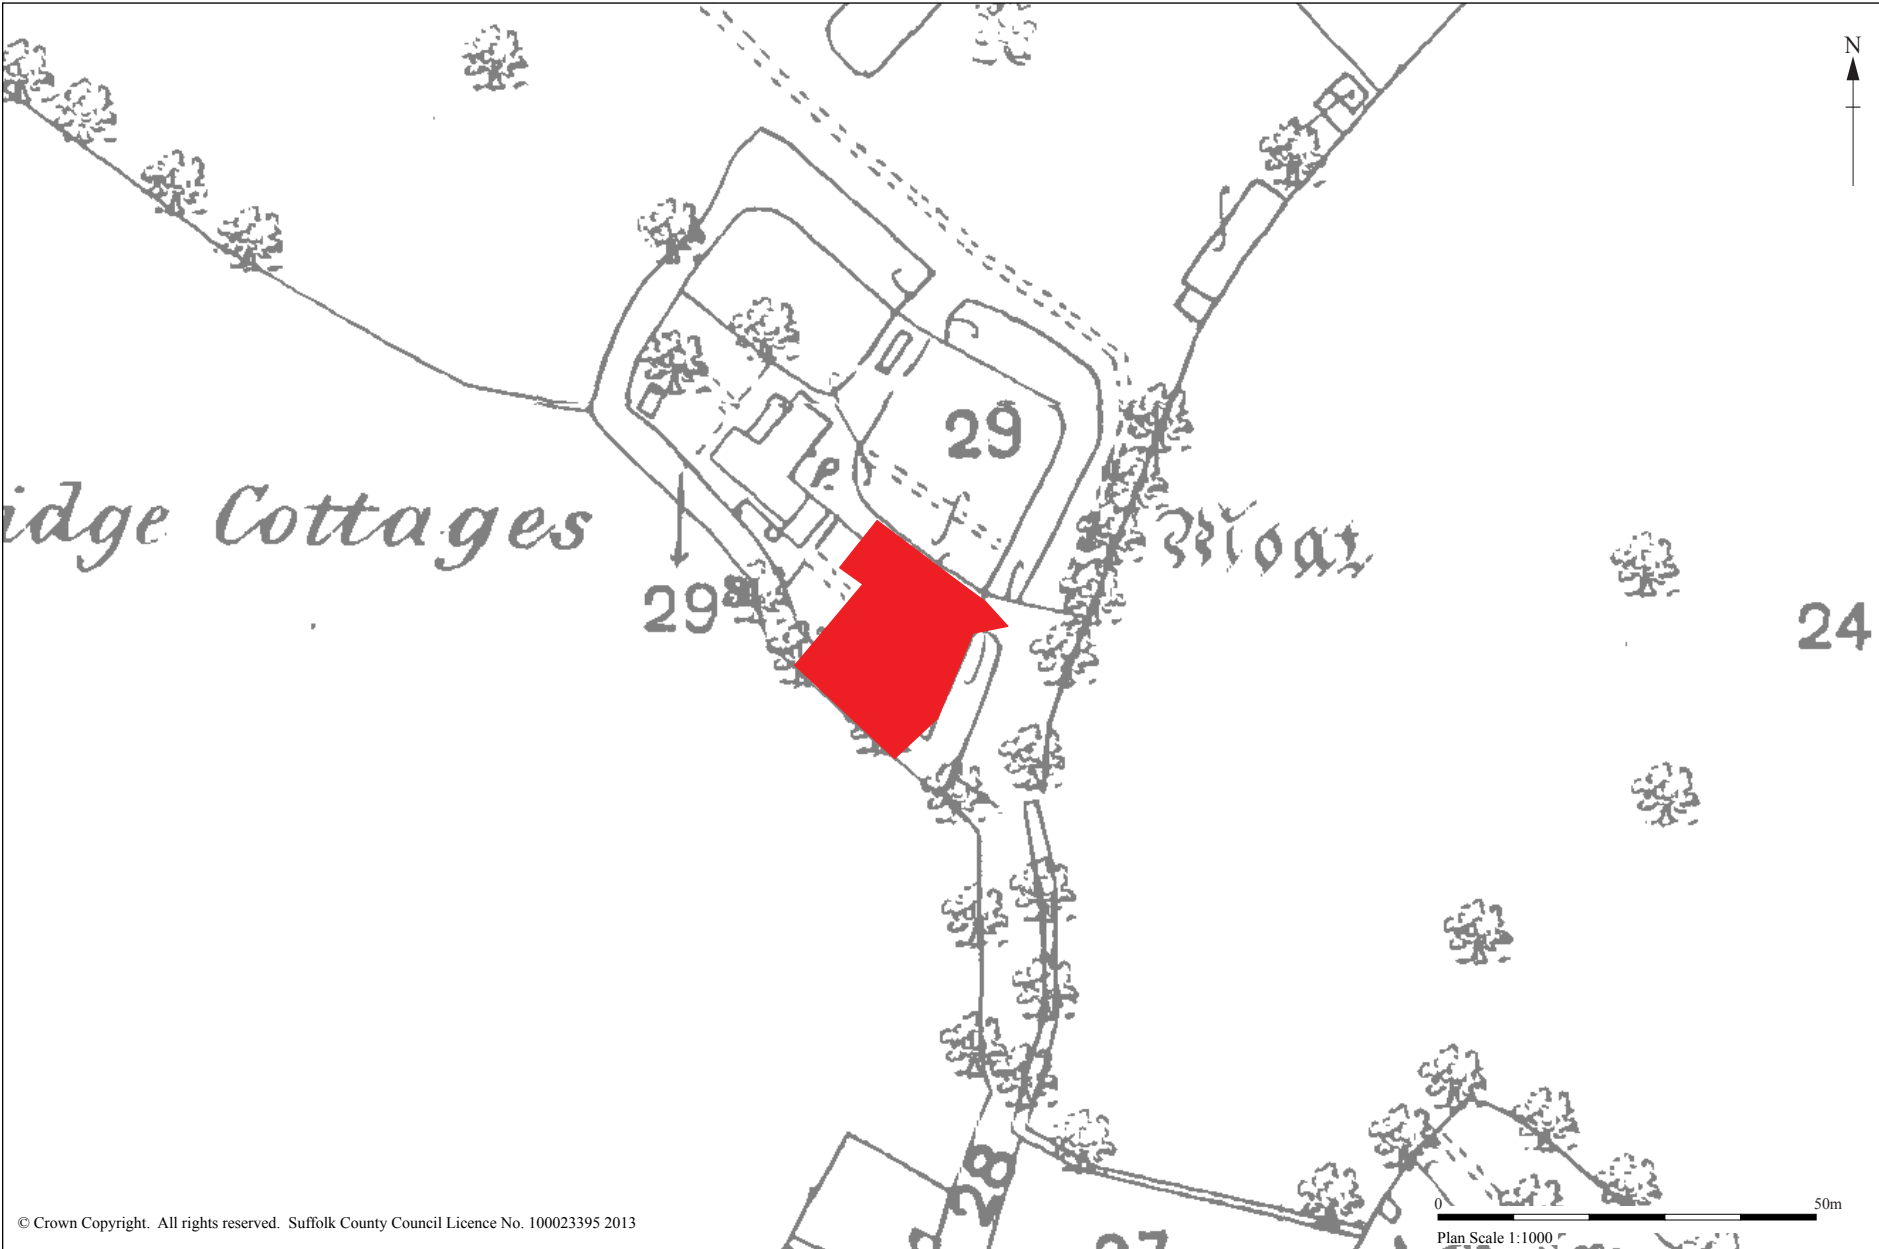 N
29
idge Cottages
Moat
29a
24
28
27
0 50m
Plan Scale 1:1000
© Crown Copyright. All rights reserved. Suffolk County Council Licence No. 100023395 2013